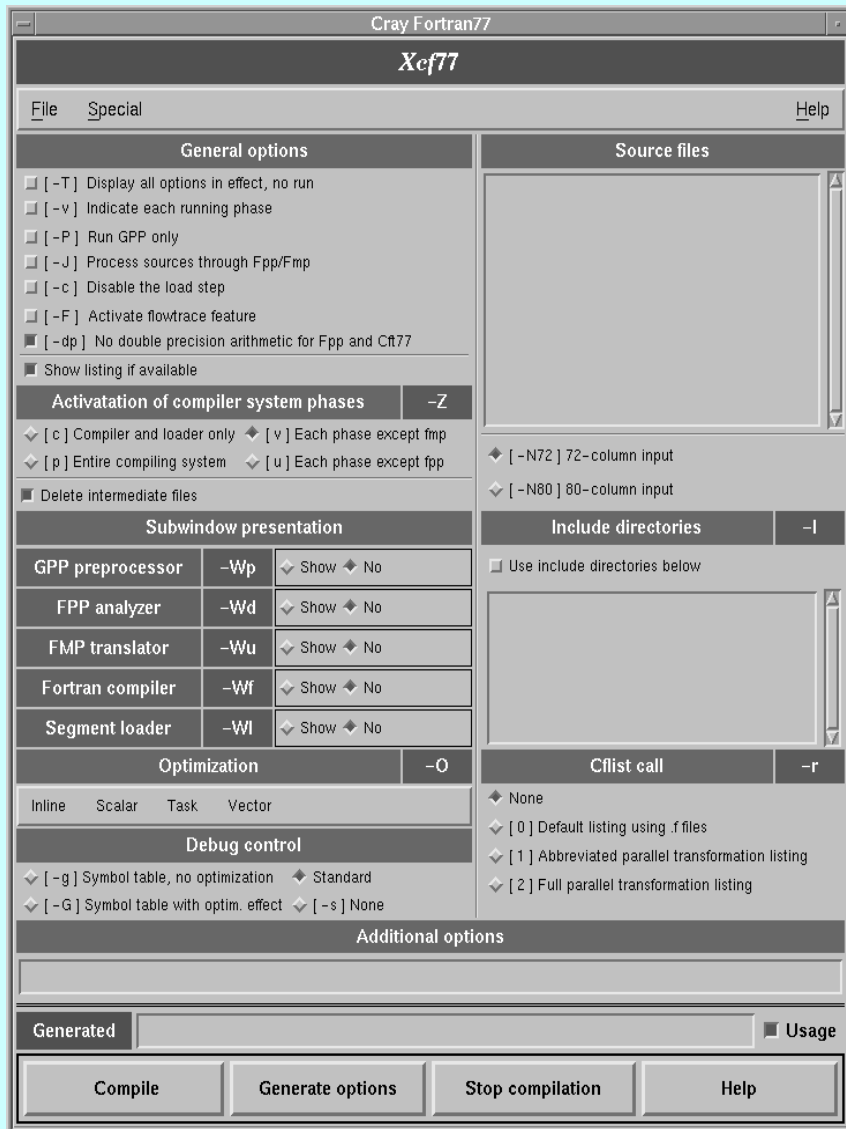 Cray Fortran77
Xcf77
File Special Help
General options
[ -T ] Display all options in effect, no run
[ -v ] Indicate each running phase
[ -P ] Run GPP only
[ -J ] Process sources through Fpp/Fmp
[ -c ] Disable the load step
[ -F ] Activate flowtrace feature
[ -dp ] No double precision arithmetic for Fpp and Cft77
Show listing if available
Activatation of compiler system phases -Z
[ c ] Compiler and loader only [ v ] Each phase except fmp
[ p ] Entire compiling system [ u ] Each phase except fpp
Delete intermediate files
Subwindow presentation
GPP preprocessor -Wp Show No
FPP analyzer -Wd Show No
FMP translator -Wu Show No
Fortran compiler -Wf Show No
Segment loader -Wl Show No
Optimization -O
Inline Scalar Task Vector
Debug control
[ -g ] Symbol table, no optimization Standard
[ -G ] Symbol table with optim. effect [ -s ] None
Source files
[ -N72 ] 72-column input
[ -N80 ] 80-column input
Include directories -I
Use include directories below
Cflist call -r
None
[ 0 ] Default listing using .f files
[ 1 ] Abbreviated parallel transformation listing
[ 2 ] Full parallel transformation listing
Additional options
Generated Usage
Compile Generate options Stop compilation Help